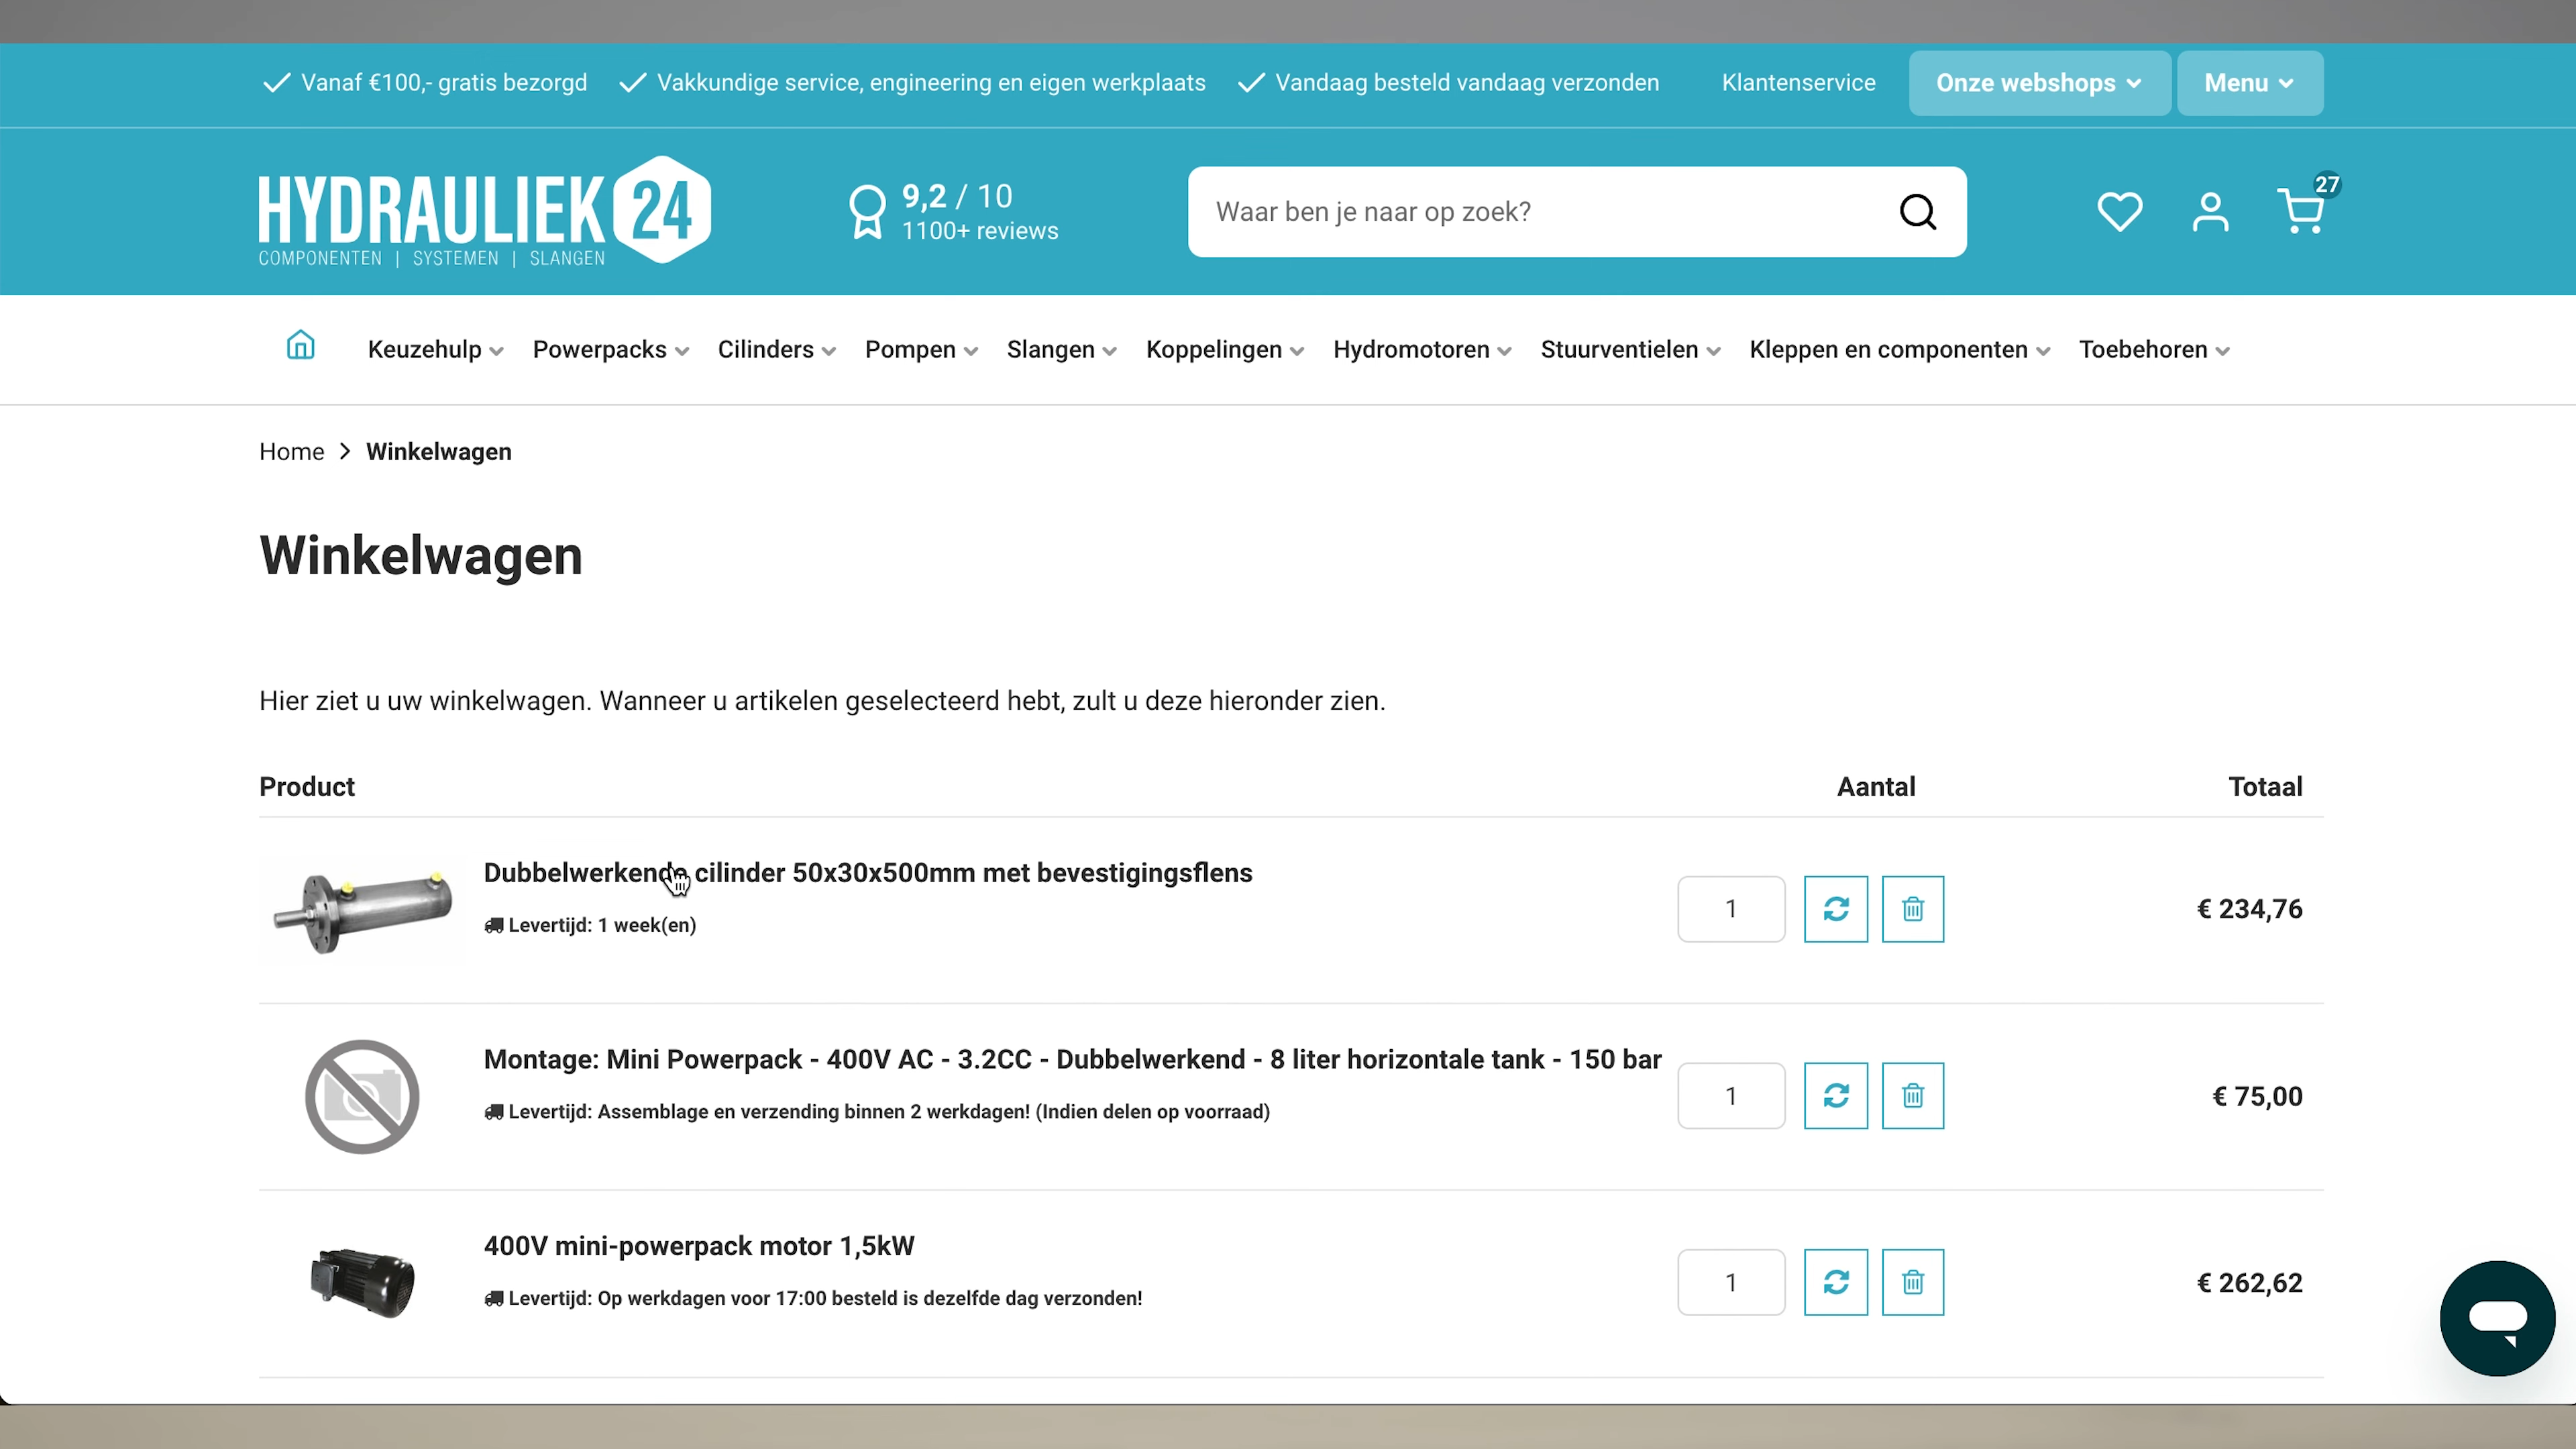 Vanaf €100,- gratis bezorgd
Vakkundige service, engineering en eigen werkplaats
Vandaag besteld vandaag verzonden
Klantenservice
Onze webshops
Menu
HYDRAULIEK 24
COMPONENTEN | SYSTEMEN | SLANGEN
9,2 / 10
1100+ reviews
Waar ben je naar op zoek?
27
Keuzehulp
Powerpacks
Cilinders
Pompen
Slangen
Koppelingen
Hydromotoren
Stuurventielen
Kleppen en componenten
Toebehoren
Home > Winkelwagen
Winkelwagen
Hier ziet u uw winkelwagen. Wanneer u artikelen geselecteerd hebt, zult u deze hieronder zien.
Product
Aantal
Totaal
Dubbelwerkende cilinder 50x30x500mm met bevestigingsflens
Levertijd: 1 week(en)
1
€ 234,76
Montage: Mini Powerpack - 400V AC - 3.2CC - Dubbelwerkend - 8 liter horizontale tank - 150 bar
Levertijd: Assemblage en verzending binnen 2 werkdagen! (Indien delen op voorraad)
1
€ 75,00
400V mini-powerpack motor 1,5kW
Levertijd: Op werkdagen voor 17:00 besteld is dezelfde dag verzonden!
1
€ 262,62